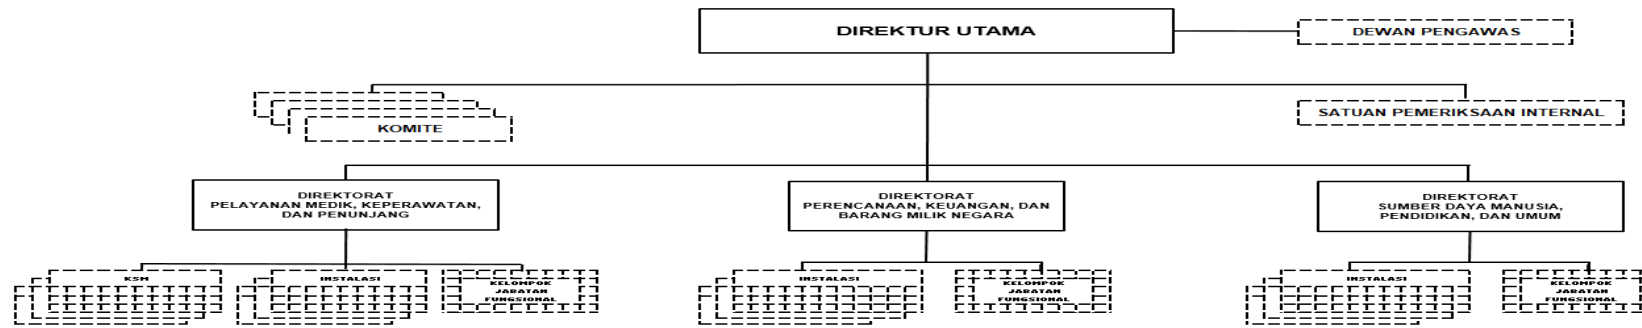 DIREKTUR UTAMA
DEWAN PENGAWAS
KOMITE
SATUAN PEMERIKSAAN INTERNAL
DIREKTORAT
PELAYANAN MEDIK, KEPERAWATAN,
DAN PENUNJANG
DIREKTORAT
PERENCANAAN, KEUANGAN, DAN
BARANG MILIK NEGARA
DIREKTORAT
SUMBER DAYA MANUSIA,
PENDIDIKAN, DAN UMUM
KSM
INSTALASI
KELOMPOK
JABATAN
FUNGSIONAL
INSTALASI
KELOMPOK
JABATAN
FUNGSIONAL
INSTALASI
KELOMPOK
JABATAN
FUNGSIONAL